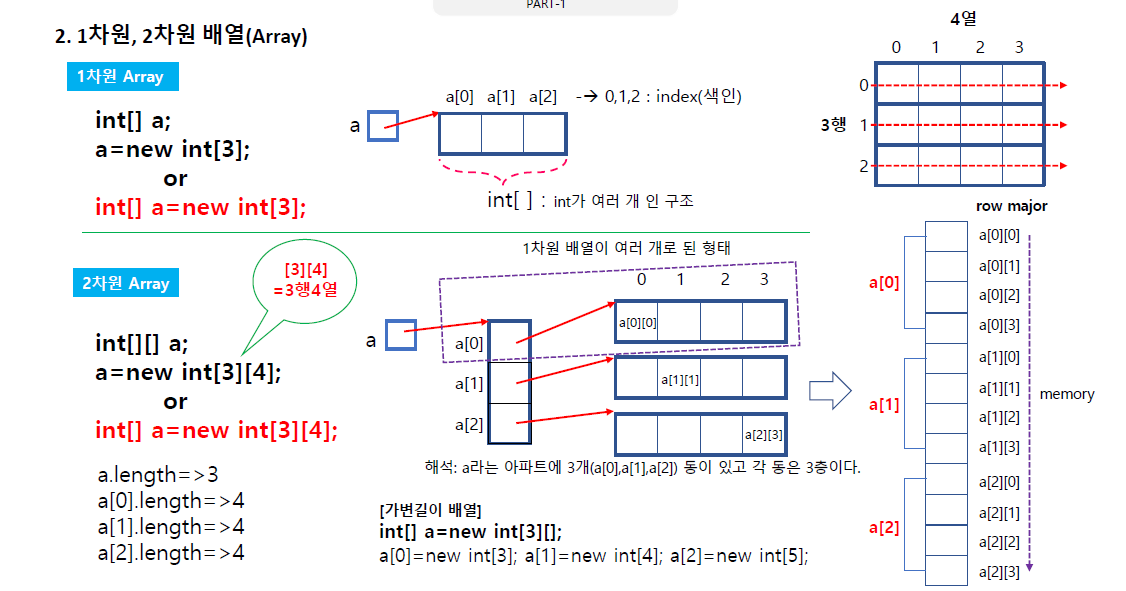 PART-1
2. 1차원, 2차원 배열(Array)
1차원 Array
int[] a;
a=new int[3];
or
int[] a=new int[3];
a
a[0] a[1] a[2] -→ 0,1,2 : index(색인)
int[ ] : int가 여러 개 인 구조
4열
0 1 2 3
0
3행 1
2
row major
2차원 Array
[3][4]
=3행4열
int[][] a;
a=new int[3][4];
or
int[] a=new int[3][4];
a.length=>3
a[0].length=>4
a[1].length=>4
a[2].length=>4
1차원 배열이 여러 개로 된 형태
0 1 2 3
a
a[0]
a[0][0]
a[1]
a[1][1]
a[2]
a[2][3]
해석: a라는 아파트에 3개(a[0],a[1],a[2]) 동이 있고 각 동은 3층이다.
[가변길이 배열]
int[] a=new int[3][];
a[0]=new int[3]; a[1]=new int[4]; a[2]=new int[5];
a[0]
a[0][0]
a[0][1]
a[0][2]
a[0][3]
a[1]
a[1][0]
a[1][1]
a[1][2]
a[1][3]
memory
a[2]
a[2][0]
a[2][1]
a[2][2]
a[2][3]